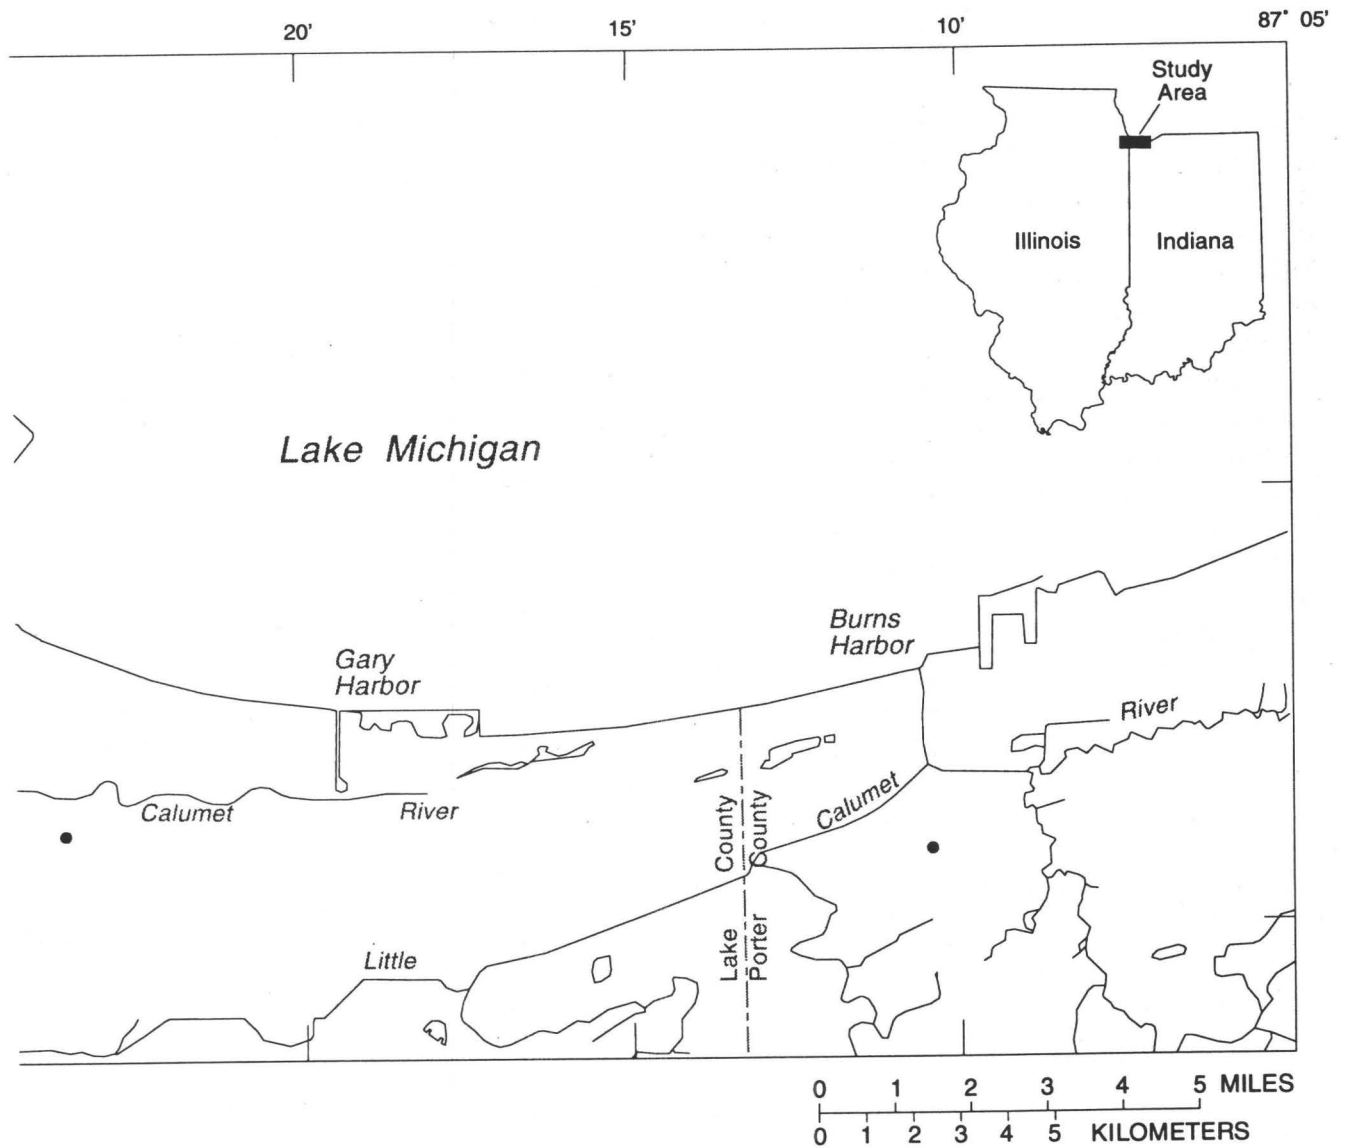 20' 15' 10' 87° 05'
Study
Area
Illinois Indiana
Lake Michigan
Burns
Harbor
Gary
Harbor
River
Calumet River
Calumet
County
County
Lake
Porter
Little
0 1 2 3 4 5 MILES
0 1 2 3 4 5 KILOMETERS